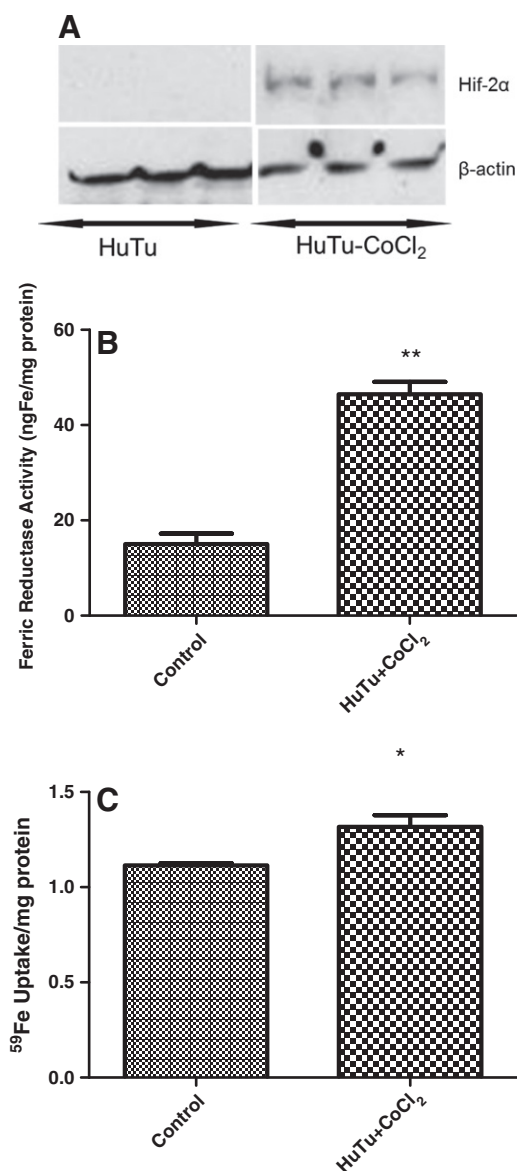 A
Hif-2α
β-actin
HuTu
HuTu-CoCl₂
B
Ferric Reductase Activity (ngFe/mg protein)
60
40
20
0
**
Control
HuTu+CoCl₂
C
⁵⁹Fe Uptake/mg protein
1.5
1.0
0.5
0.0
*
Control
HuTu+CoCl₂